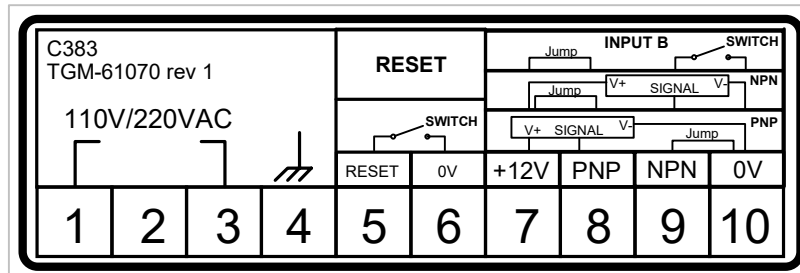 C383
TGM-61070 rev 1
110V/220VAC
RESET
SWITCH
Jump INPUT B SWITCH
V+ SIGNAL V- NPN
Jump
V+ SIGNAL V- PNP
Jump
RESET 0V +12V PNP NPN 0V
1 2 3 4 5 6 7 8 9 10